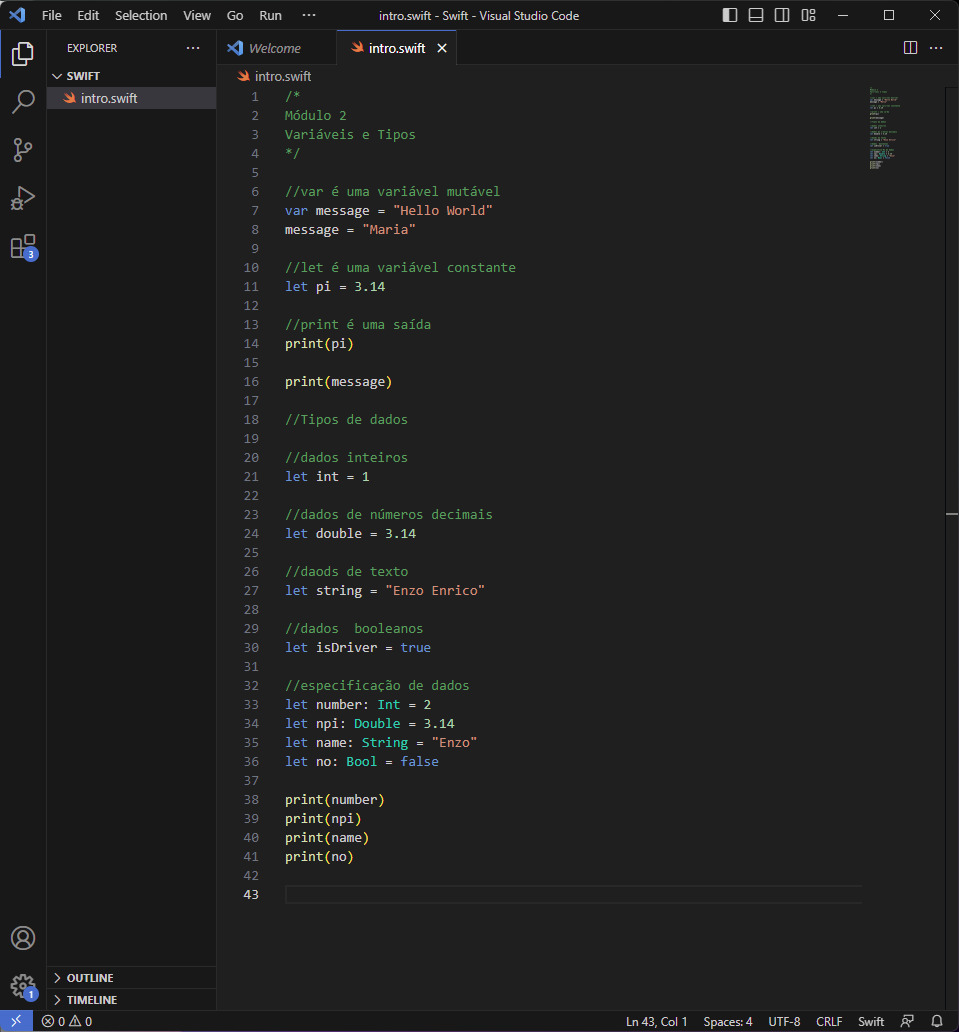 File Edit Selection View Go Run ··· intro.swift - Swift - Visual Studio Code
EXPLORER ···
SWIFT
intro.swift
3
Welcome
intro.swift
intro.swift
1 /*
2 Módulo 2
3 Variáveis e Tipos
4 */
5
6 //var é uma variável mutável
7 var message = "Hello World"
8 message = "Maria"
9
10 //let é uma variável constante
11 let pi = 3.14
12
13 //print é uma saída
14 print(pi)
15
16 print(message)
17
18 //Tipos de dados
19
20 //dados inteiros
21 let int = 1
22
23 //dados de números decimais
24 let double = 3.14
25
26 //daods de texto
27 let string = "Enzo Enrico"
28
29 //dados  booleanos
30 let isDriver = true
31
32 //especificação de dados
33 let number: Int = 2
34 let npi: Double = 3.14
35 let name: String = "Enzo"
36 let no: Bool = false
37
38 print(number)
39 print(npi)
40 print(name)
41 print(no)
42
43
OUTLINE
TIMELINE
1
0 0 Ln 43, Col 1 Spaces: 4 UTF-8 CRLF Swift